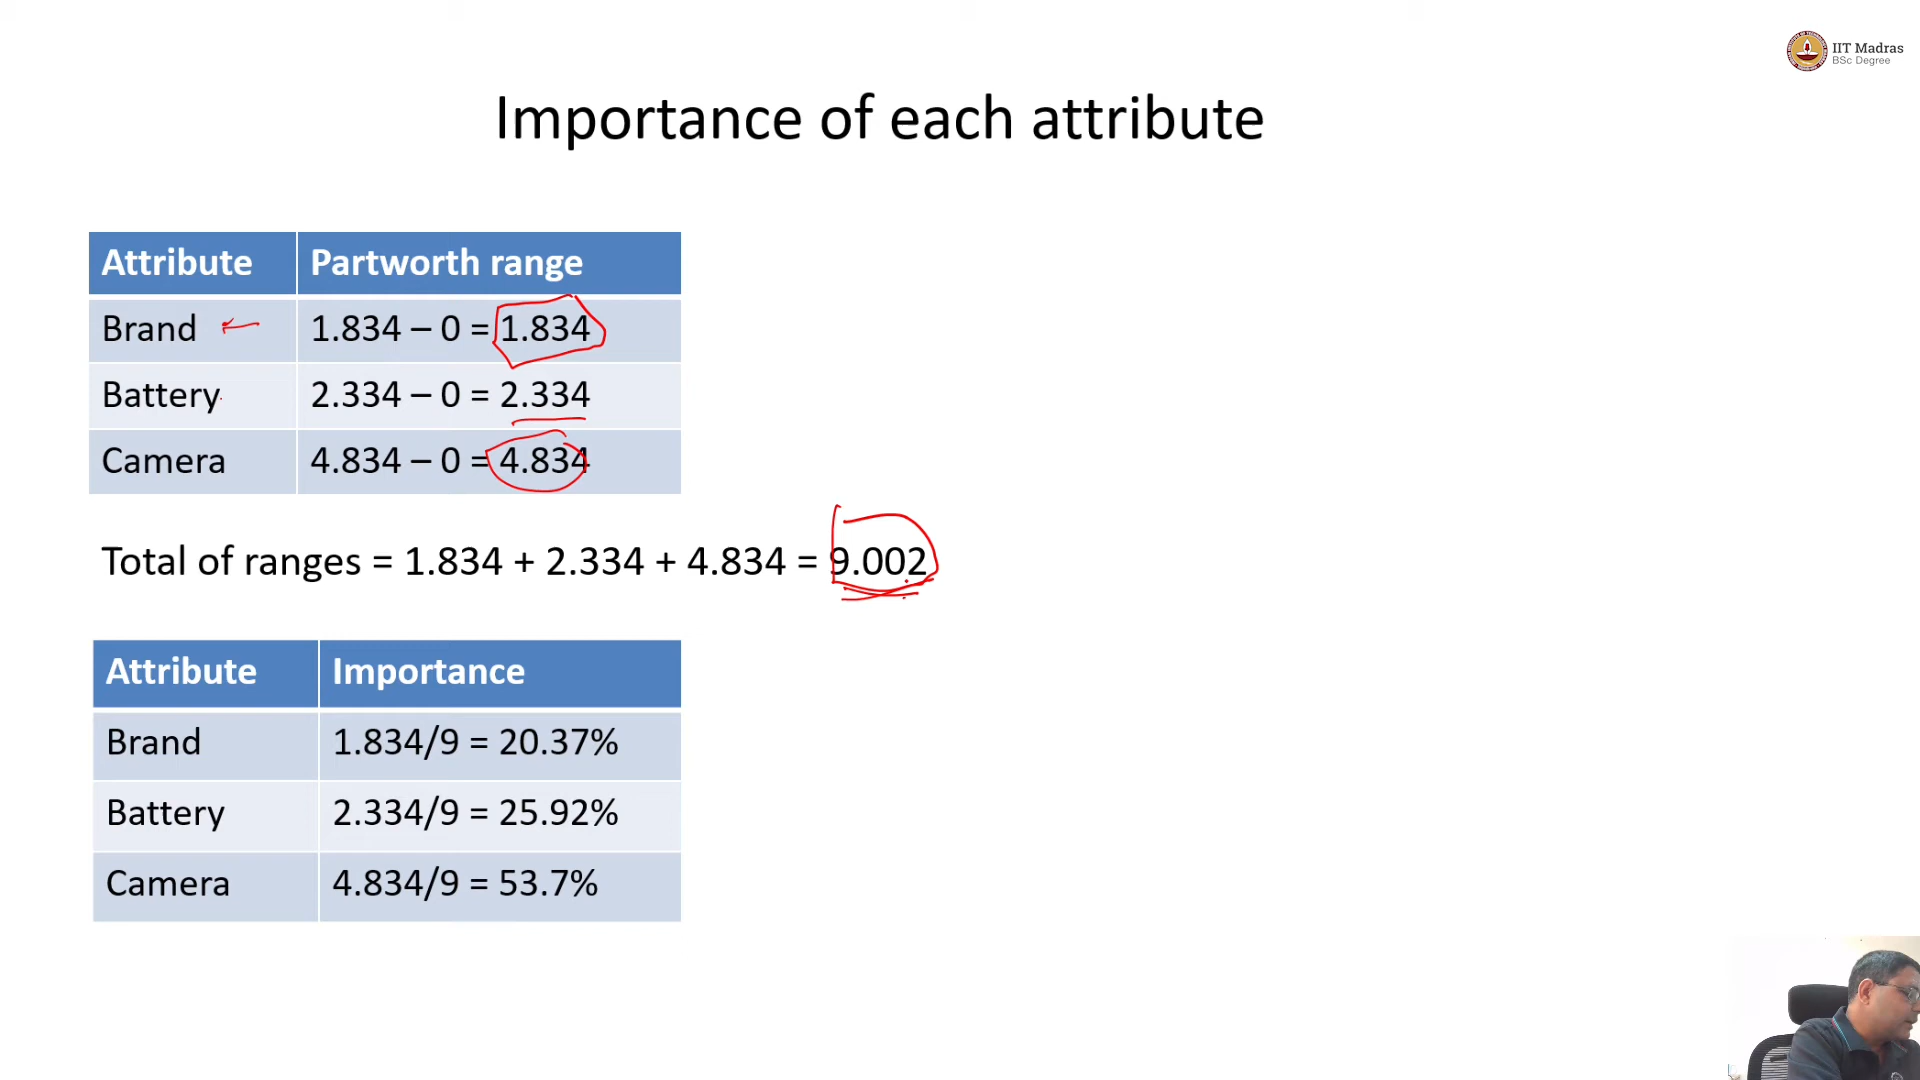 IIT Madras
BSc Degree
Importance of each attribute
Attribute Partworth range
Brand 1.834 – 0 = 1.834
Battery 2.334 – 0 = 2.334
Camera 4.834 – 0 = 4.834
Total of ranges = 1.834 + 2.334 + 4.834 = 9.002
Attribute Importance
Brand 1.834/9 = 20.37%
Battery 2.334/9 = 25.92%
Camera 4.834/9 = 53.7%